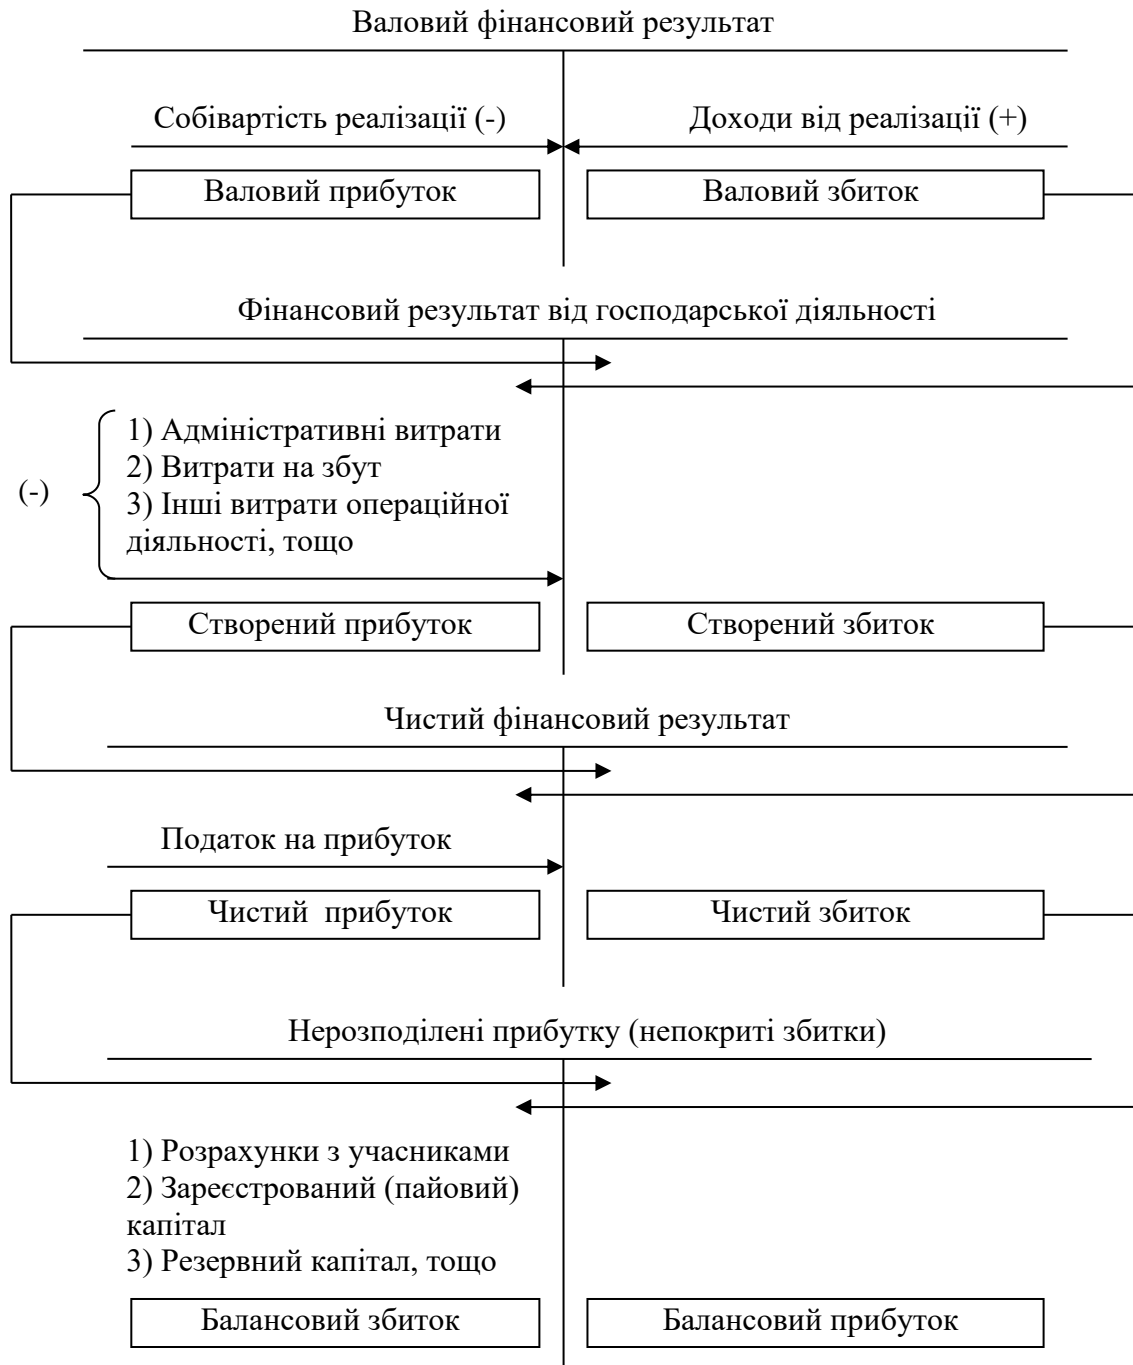 Валовий фінансовий результат
Собівартість реалізації (-)
Доходи від реалізації (+)
Валовий прибуток
Валовий збиток
Фінансовий результат від господарської діяльності
(-)
1) Адміністративні витрати
2) Витрати на збут
3) Інші витрати операційної
діяльності, тощо
Створений прибуток
Створений збиток
Чистий фінансовий результат
Податок на прибуток
Чистий прибуток
Чистий збиток
Нерозподілені прибутку (непокриті збитки)
1) Розрахунки з учасниками
2) Зареєстрований (пайовий)
капітал
3) Резервний капітал, тощо
Балансовий збиток
Балансовий прибуток